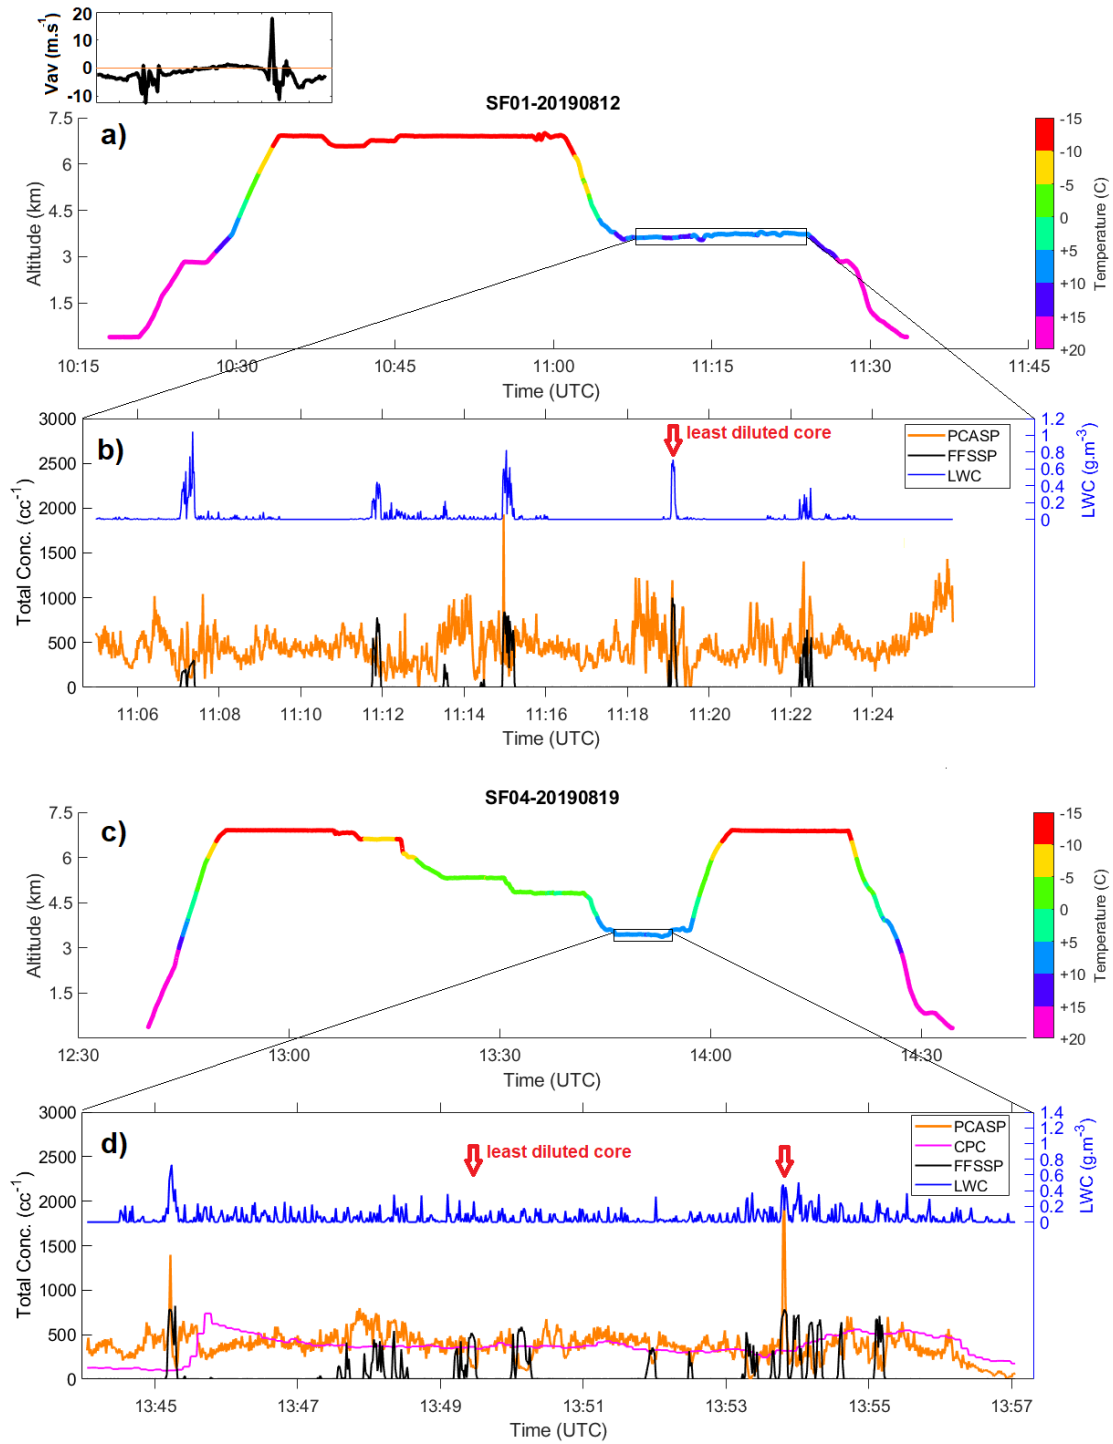 Vav (m.s⁻¹)
20
10
0
-10
SF01-20190812
a)
Altitude (km)
7.5
6
4.5
3
1.5
10:15 10:30 10:45 11:00 11:15 11:30 11:45
Time (UTC)
-15
-10
-5
0
+5
+10
+15
+20
Temperature (C)
b)
Total Conc. (cc⁻¹)
3000
2500
2000
1500
1000
500
0
least diluted core
PCASP
FFSSP
LWC
1.2
1
0.8
0.6
0.4
0.2
0
LWC (g.m⁻³)
11:06 11:08 11:10 11:12 11:14 11:16 11:18 11:20 11:22 11:24
Time (UTC)
SF04-20190819
c)
Altitude (km)
7.5
6
4.5
3
1.5
12:30 13:00 13:30 14:00 14:30
Time (UTC)
-15
-10
-5
0
+5
+10
+15
+20
Temperature (C)
d)
Total Conc. (cc⁻¹)
3000
2500
2000
1500
1000
500
0
least diluted core
PCASP
CPC
FFSSP
LWC
1.4
1.2
1
0.8
0.6
0.4
0.2
0
LWC (g.m⁻³)
13:45 13:47 13:49 13:51 13:53 13:55 13:57
Time (UTC)